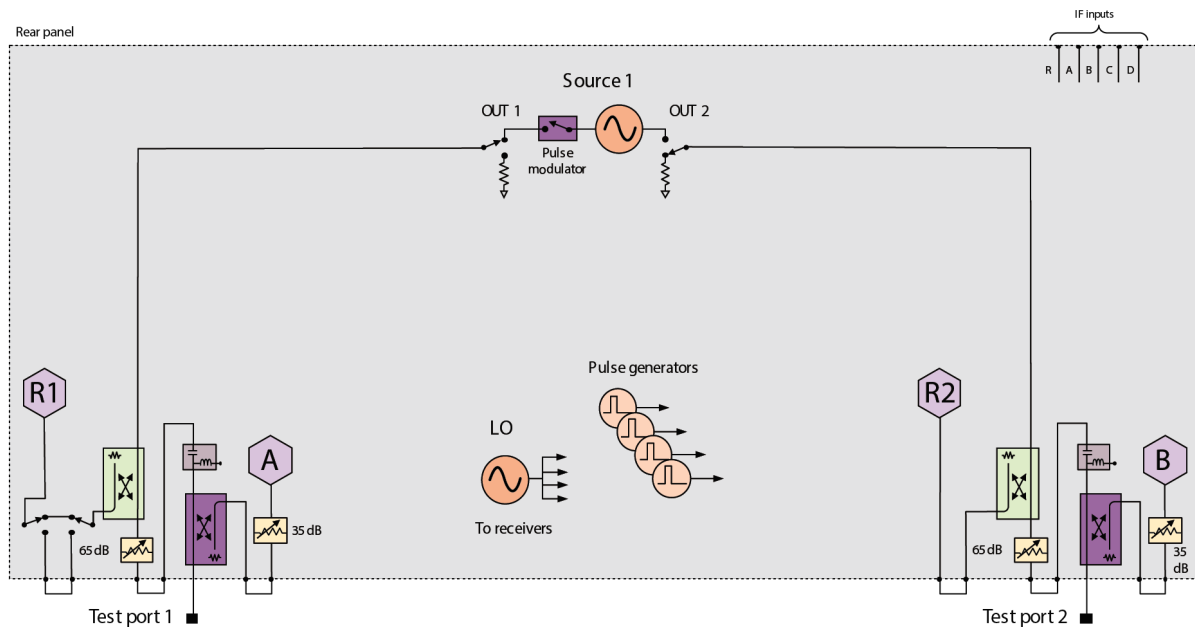 IF inputs
Rear panel
R A B C D
Source 1
OUT 1
OUT 2
Pulse
modulator
Pulse generators
R1
R2
LO
A
B
To receivers
65 dB
35 dB
65 dB
35
dB
Test port 1
Test port 2